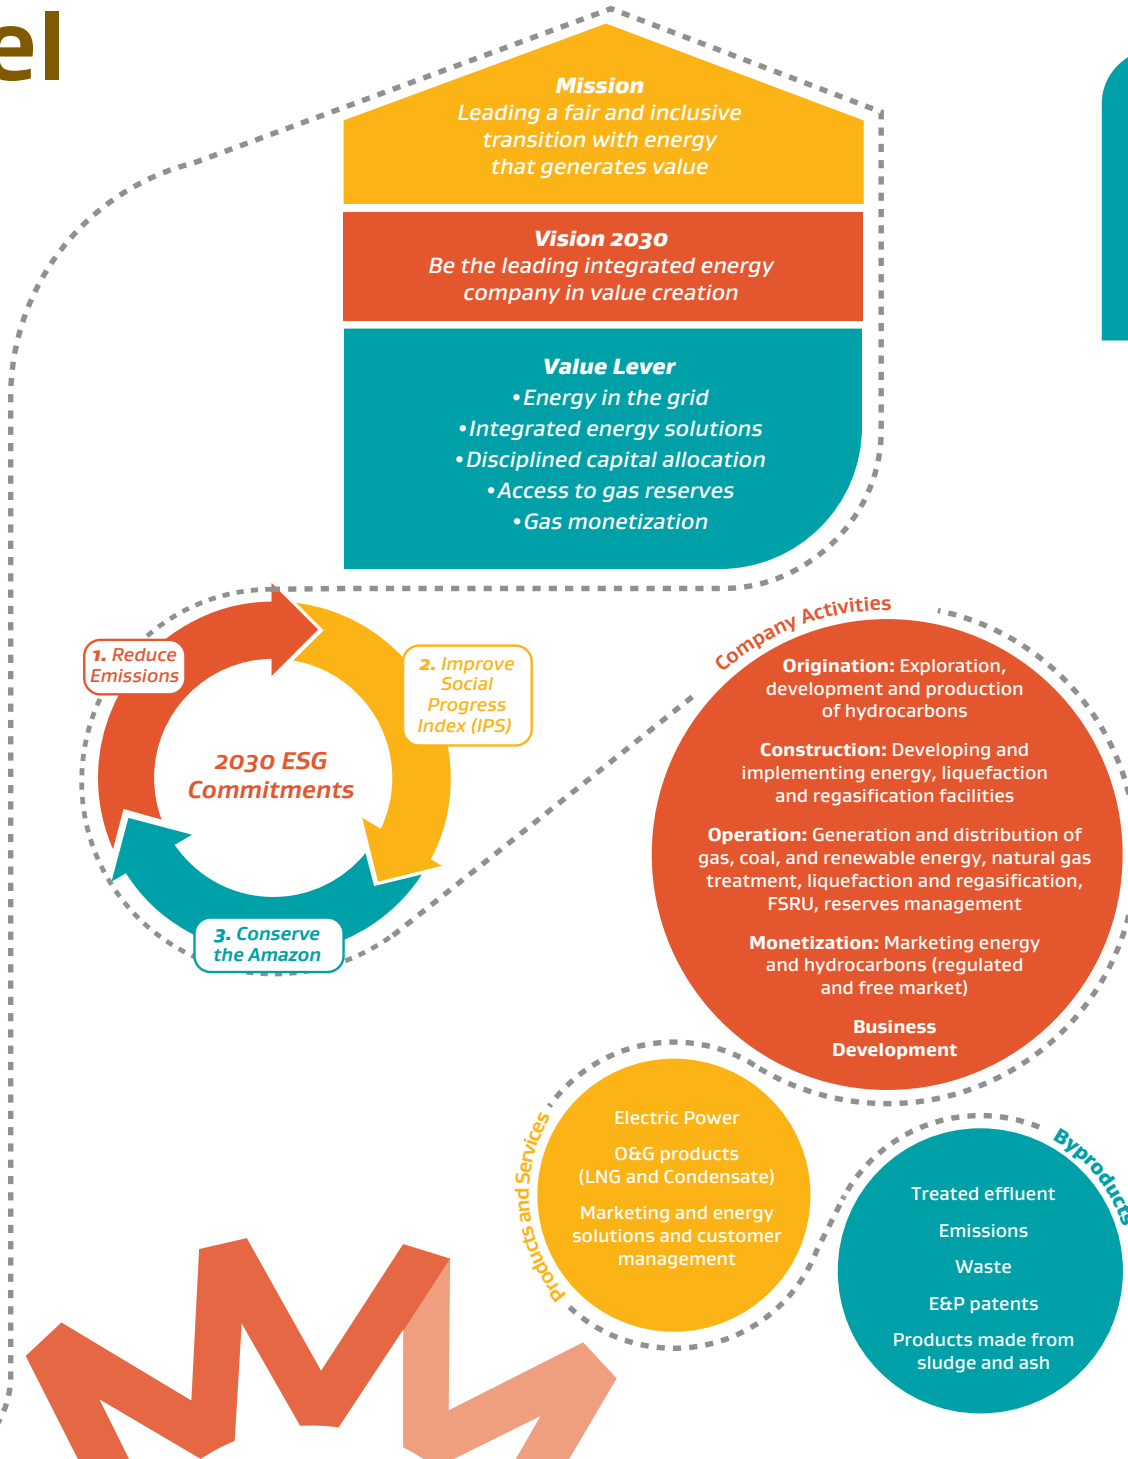 el
Mission
Leading a fair and inclusive
transition with energy
that generates value
Vision 2030
Be the leading integrated energy
company in value creation
Value Lever
•Energy in the grid
•Integrated energy solutions
•Disciplined capital allocation
•Access to gas reserves
•Gas monetization
1. Reduce
Emissions
2. Improve
Social
Progress
Index (IPS)
2030 ESG
Commitments
3. Conserve
the Amazon
Company Activities
Origination: Exploration,
development and production
of hydrocarbons
Construction: Developing and
implementing energy, liquefaction
and regasification facilities
Operation: Generation and distribution of
gas, coal, and renewable energy, natural gas
treatment, liquefaction and regasification,
FSRU, reserves management
Monetization: Marketing energy
and hydrocarbons (regulated
and free market)
Business
Development
Products and Services
Electric Power
O&G products
(LNG and Condensate)
Marketing and energy
solutions and customer
management
Byproducts
Treated effluent
Emissions
Waste
E&P patents
Products made from
sludge and ash